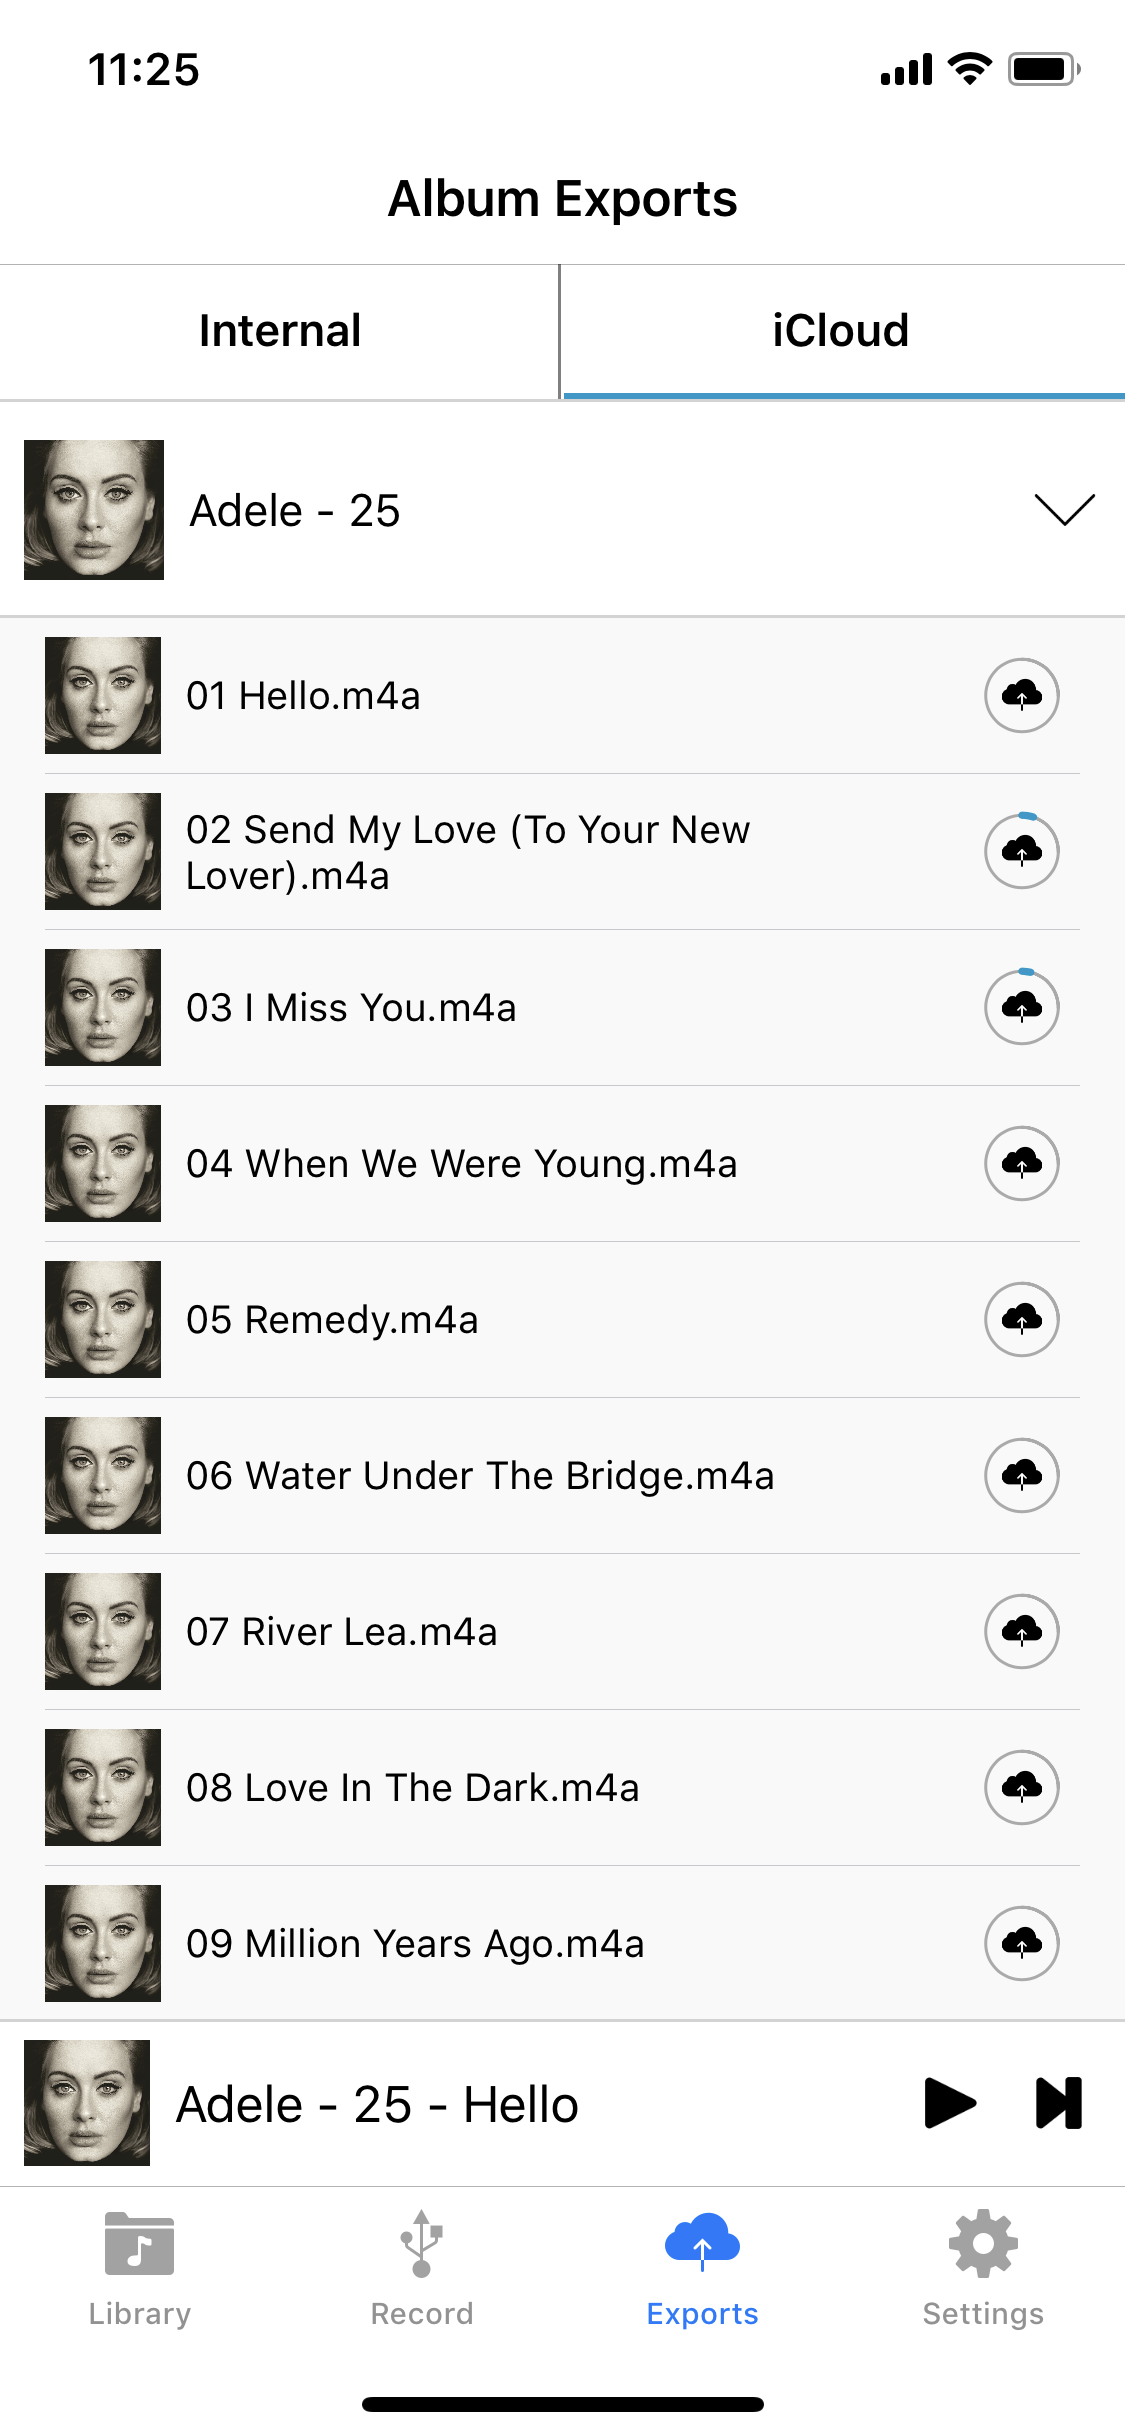 11:25
Album Exports
Internal
iCloud
Adele - 25
01 Hello.m4a
02 Send My Love (To Your New
Lover).m4a
03 I Miss You.m4a
04 When We Were Young.m4a
05 Remedy.m4a
06 Water Under The Bridge.m4a
07 River Lea.m4a
08 Love In The Dark.m4a
09 Million Years Ago.m4a
Adele - 25 - Hello
Library
Record
Exports
Settings